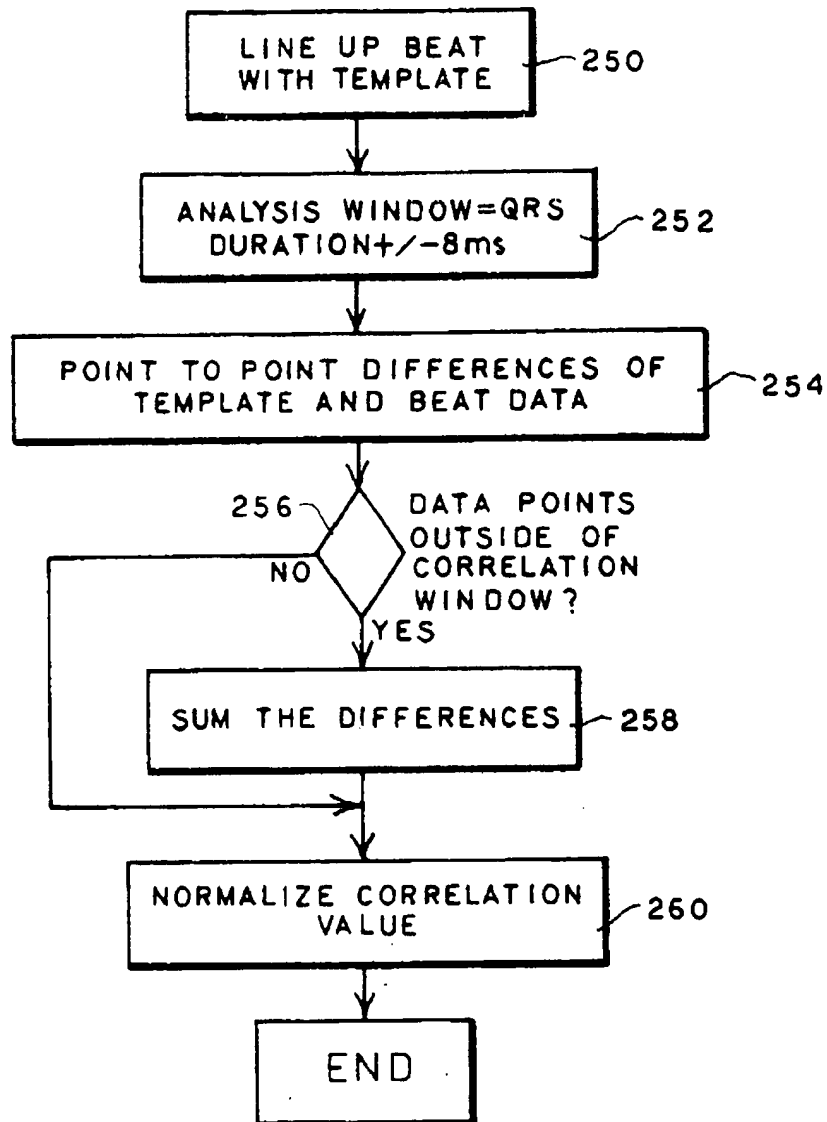 LINE UP BEAT
WITH TEMPLATE
250
ANALYSIS WINDOW=QRS
DURATION+/-8ms
252
POINT TO POINT DIFFERENCES OF
TEMPLATE AND BEAT DATA
254
256
DATA POINTS
OUTSIDE OF
CORRELATION
WINDOW?
NO
YES
SUM THE DIFFERENCES
258
NORMALIZE CORRELATION
VALUE
260
END